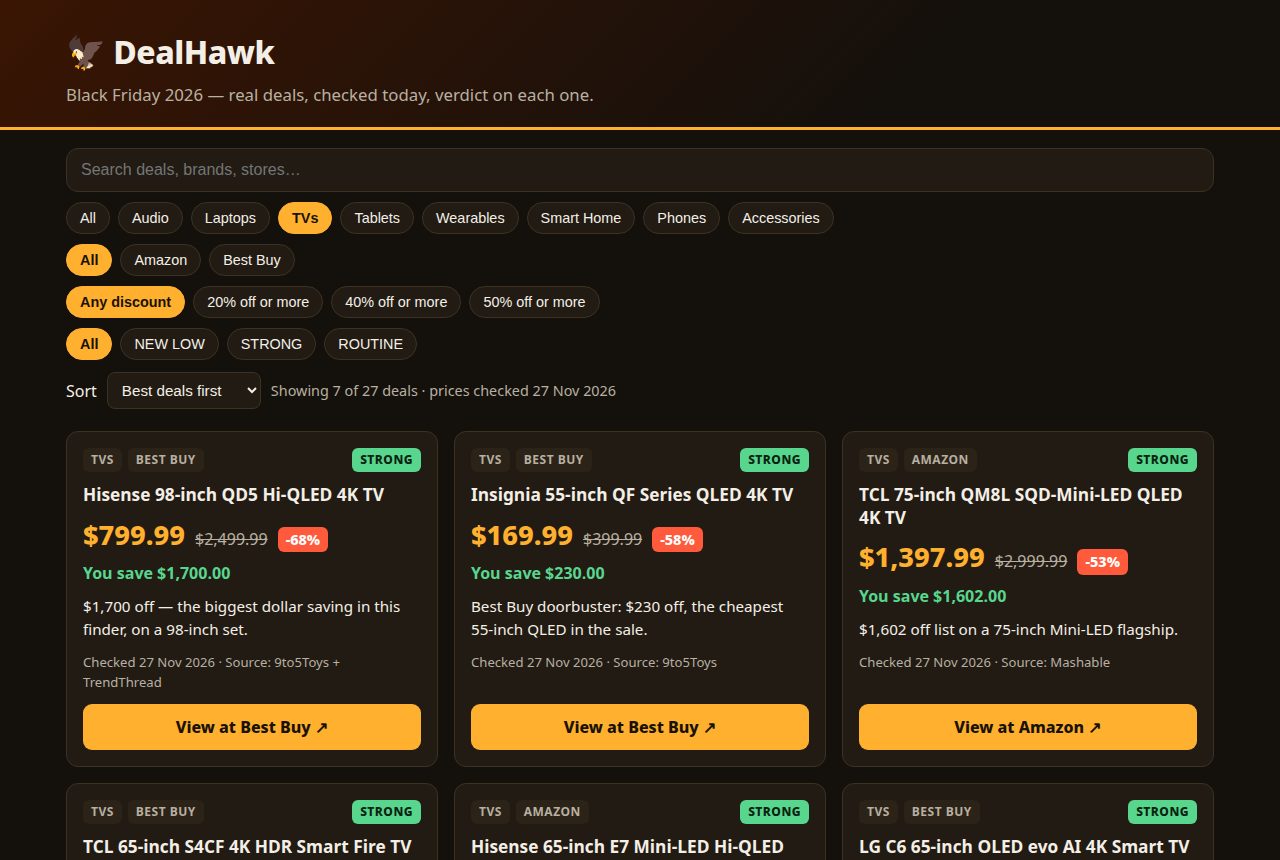 DealHawk
Black Friday 2026 — real deals, checked today, verdict on each one.
Search deals, brands, stores…
All Audio Laptops TVs Tablets Wearables Smart Home Phones Accessories
All Amazon Best Buy
Any discount 20% off or more 40% off or more 50% off or more
All NEW LOW STRONG ROUTINE
Sort Best deals first Showing 7 of 27 deals · prices checked 27 Nov 2026
TVS BEST BUY STRONG
Hisense 98-inch QD5 Hi-QLED 4K TV
$799.99 $2,499.99 -68%
You save $1,700.00
$1,700 off — the biggest dollar saving in this
finder, on a 98-inch set.
Checked 27 Nov 2026 · Source: 9to5Toys +
TrendThread
View at Best Buy ↗
TVS BEST BUY STRONG
Insignia 55-inch QF Series QLED 4K TV
$169.99 $399.99 -58%
You save $230.00
Best Buy doorbuster: $230 off, the cheapest
55-inch QLED in the sale.
Checked 27 Nov 2026 · Source: 9to5Toys
View at Best Buy ↗
TVS AMAZON STRONG
TCL 75-inch QM8L SQD-Mini-LED QLED
4K TV
$1,397.99 $2,999.99 -53%
You save $1,602.00
$1,602 off list on a 75-inch Mini-LED flagship.
Checked 27 Nov 2026 · Source: Mashable
View at Amazon ↗
TVS BEST BUY STRONG
TCL 65-inch S4CF 4K HDR Smart Fire TV
TVS AMAZON STRONG
Hisense 65-inch E7 Mini-LED Hi-QLED
TVS BEST BUY STRONG
LG C6 65-inch OLED evo AI 4K Smart TV